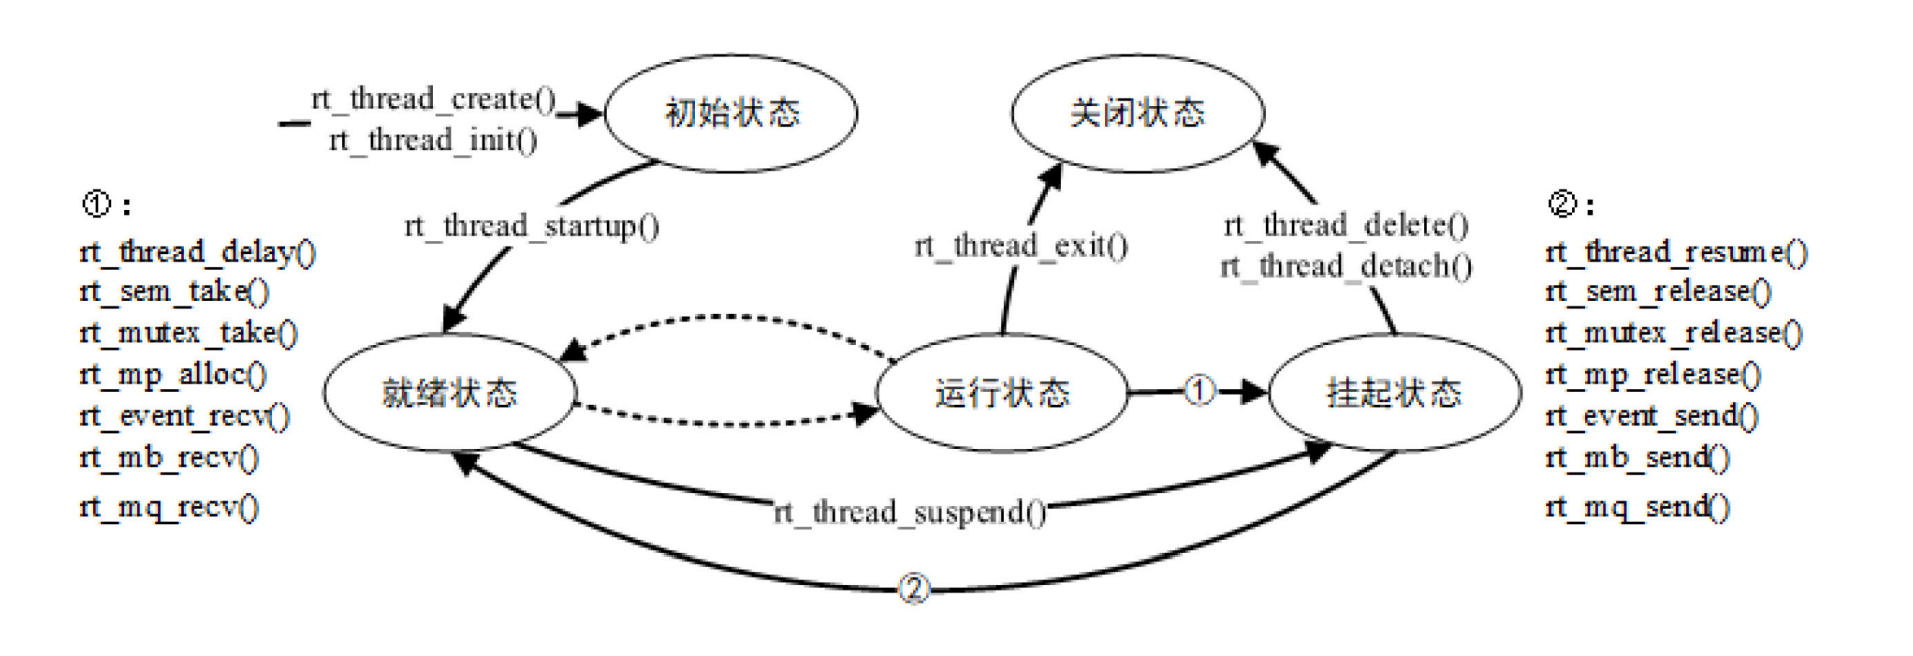 rt_thread_create()
rt_thread_init()
初始状态
关闭状态
①:
rt_thread_delay()
rt_sem_take()
rt_mutex_take()
rt_mp_alloc()
rt_event_recv()
rt_mb_recv()
rt_mq_recv()
rt_thread_startup()
rt_thread_exit()
rt_thread_delete()
rt_thread_detach()
就绪状态
运行状态
①
挂起状态
rt_thread_suspend()
②
②:
rt_thread_resume()
rt_sem_release()
rt_mutex_release()
rt_mp_release()
rt_event_send()
rt_mb_send()
rt_mq_send()